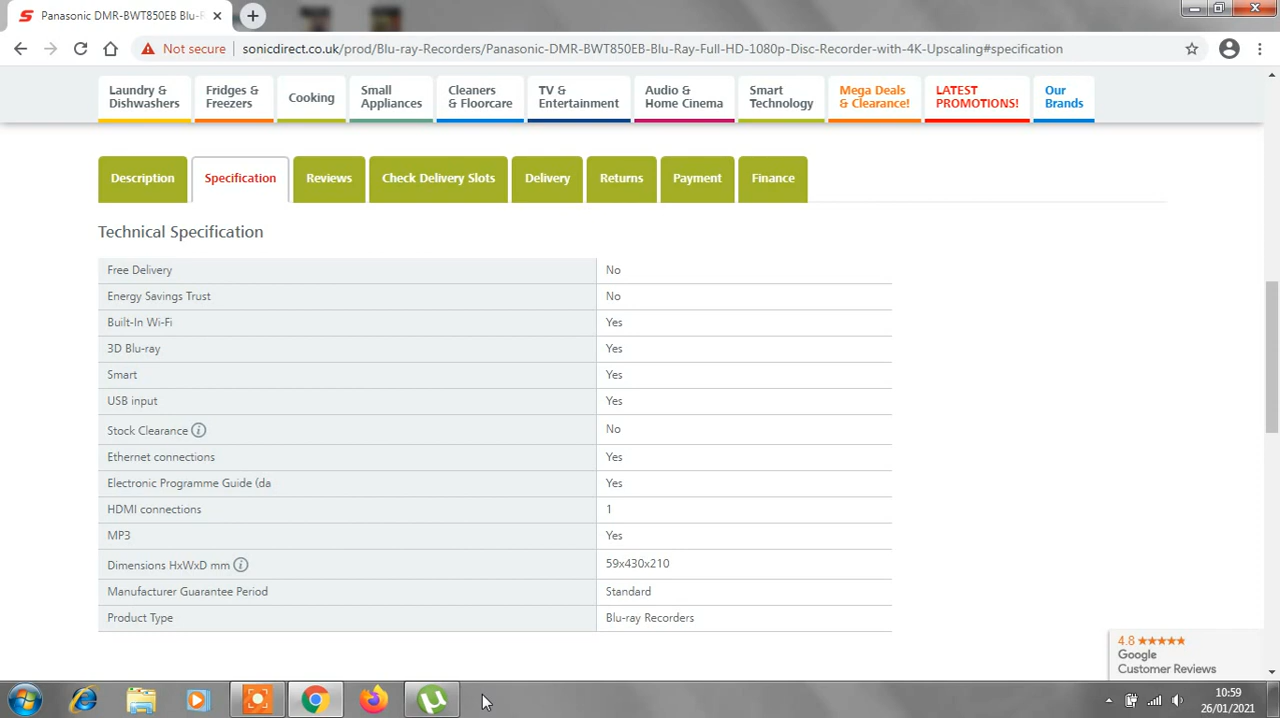 Panasonic DMR-BWT850EB Blu-R
Not secure
sonicdirect.co.uk/prod/Blu-ray-Recorders/Panasonic-DMR-BWT850EB-Blu-Ray-Full-HD-1080p-Disc-Recorder-with-4K-Upscaling#specification
Laundry &
Dishwashers
Fridges &
Freezers
Cooking
Small
Appliances
Cleaners
& Floorcare
TV &
Entertainment
Audio &
Home Cinema
Smart
Technology
Mega Deals
& Clearance!
LATEST
PROMOTIONS!
Our
Brands
Description
Specification
Reviews
Check Delivery Slots
Delivery
Returns
Payment
Finance
Technical Specification
Free Delivery No
Energy Savings Trust No
Built-In Wi-Fi Yes
3D Blu-ray Yes
Smart Yes
USB input Yes
Stock Clearance No
Ethernet connections Yes
Electronic Programme Guide (da Yes
HDMI connections 1
MP3 Yes
Dimensions HxWxD mm 59x430x210
Manufacturer Guarantee Period Standard
Product Type Blu-ray Recorders
4.8
Google
Customer Reviews
10:59
26/01/2021